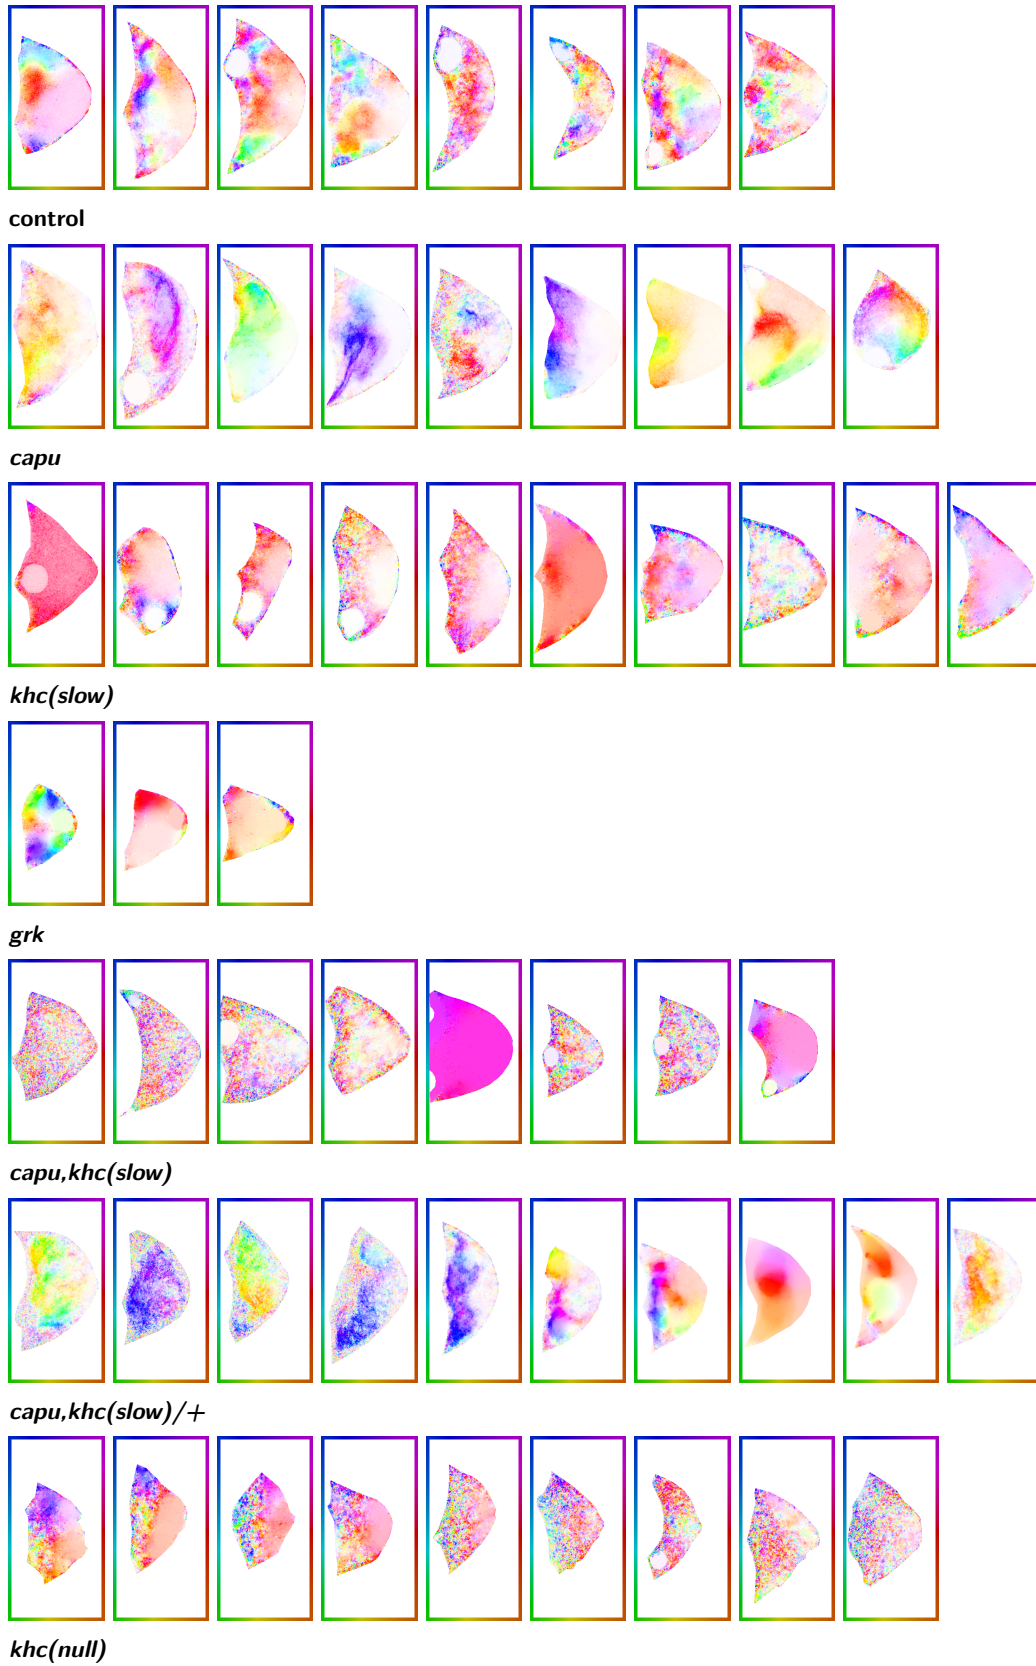 control
capu
khc(slow)
grk
capu,khc(slow)
capu,khc(slow)/+
khc(null)